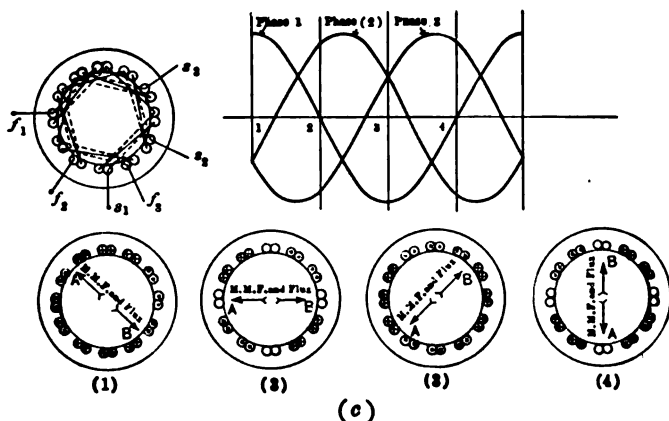 Phase 1 Phase (2) Phase 3
s3
f1
s2
f2
s1
f3
1 2 3 4
M.M.F. and Flux
A
B
M.M.F. and Flux
A
B
M.M.F. and Flux
A
B
M.M.F. and Flux
A
B
(1) (2) (3) (4)
(c)